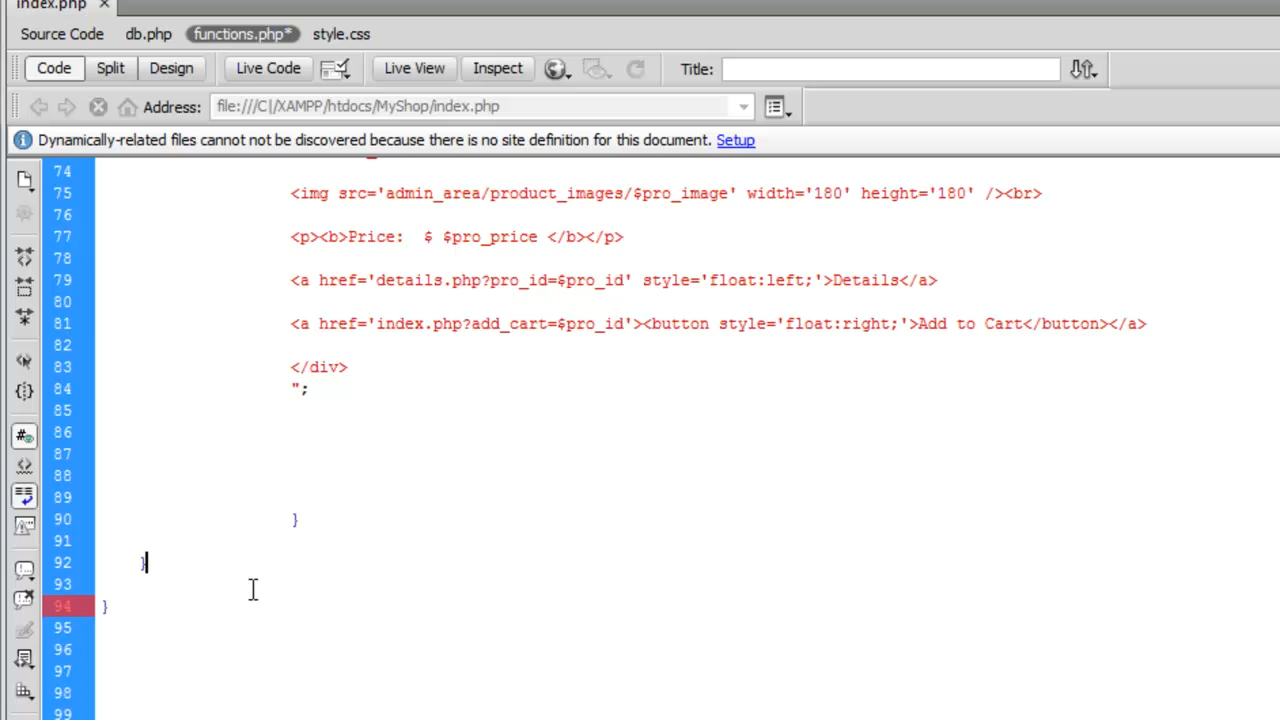 index.php ×
Source Code db.php functions.php* style.css
Code Split Design Live Code Live View Inspect Title:
Address: file:///C|/XAMPP/htdocs/MyShop/index.php
Dynamically-related files cannot not be discovered because there is no site definition for this document. Setup
74
75 <img src='admin_area/product_images/$pro_image' width='180' height='180' /><br>
76
77 <p><b>Price:  $ $pro_price </b></p>
78
79 <a href='details.php?pro_id=$pro_id' style='float:left;'>Details</a>
80
81 <a href='index.php?add_cart=$pro_id'><button style='float:right;'>Add to Cart</button></a>
82
83 </div>
84 ";
85
86
87
88
89
90 }
91
92 }
93
94 }
95
96
97
98
99